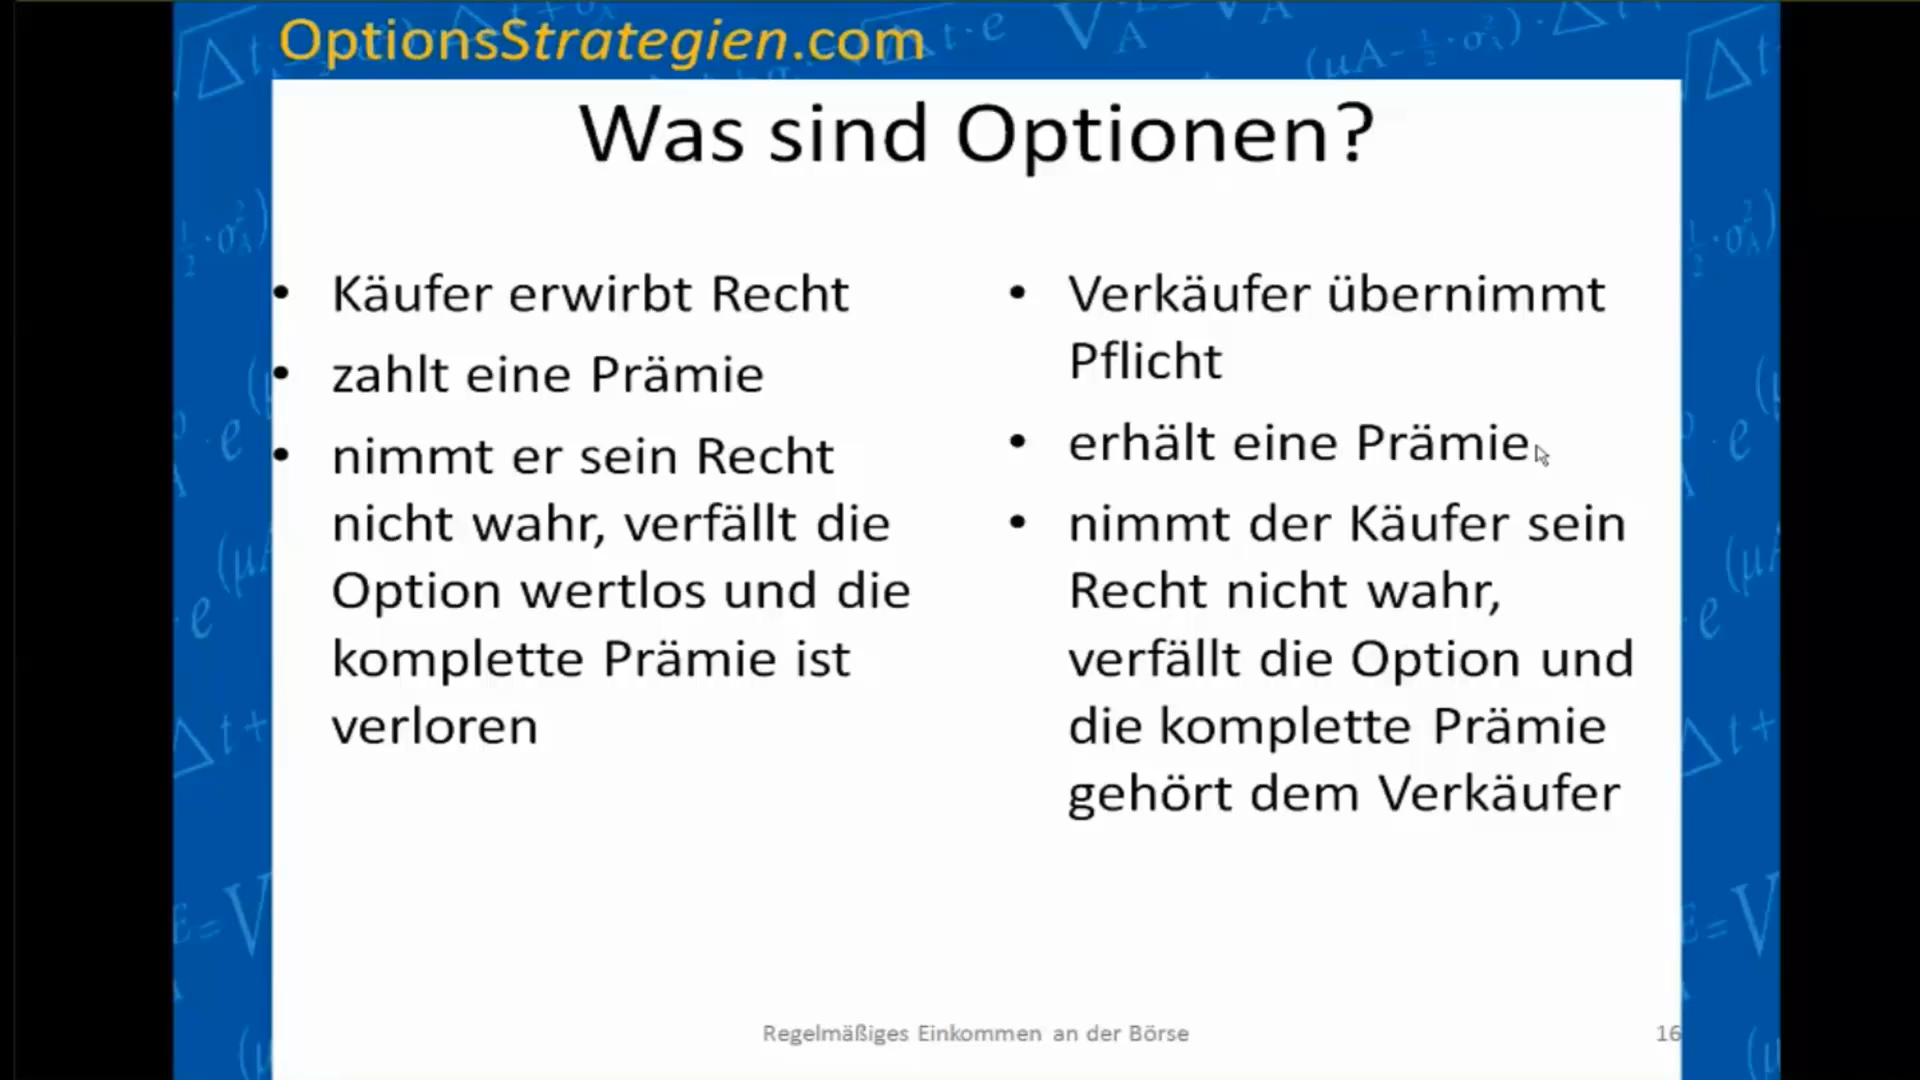 OptionsStrategien.com
Was sind Optionen?
• Käufer erwirbt Recht
• zahlt eine Prämie
• nimmt er sein Recht
nicht wahr, verfällt die
Option wertlos und die
komplette Prämie ist
verloren
• Verkäufer übernimmt
Pflicht
• erhält eine Prämie
• nimmt der Käufer sein
Recht nicht wahr,
verfällt die Option und
die komplette Prämie
gehört dem Verkäufer
Regelmäßiges Einkommen an der Börse
16